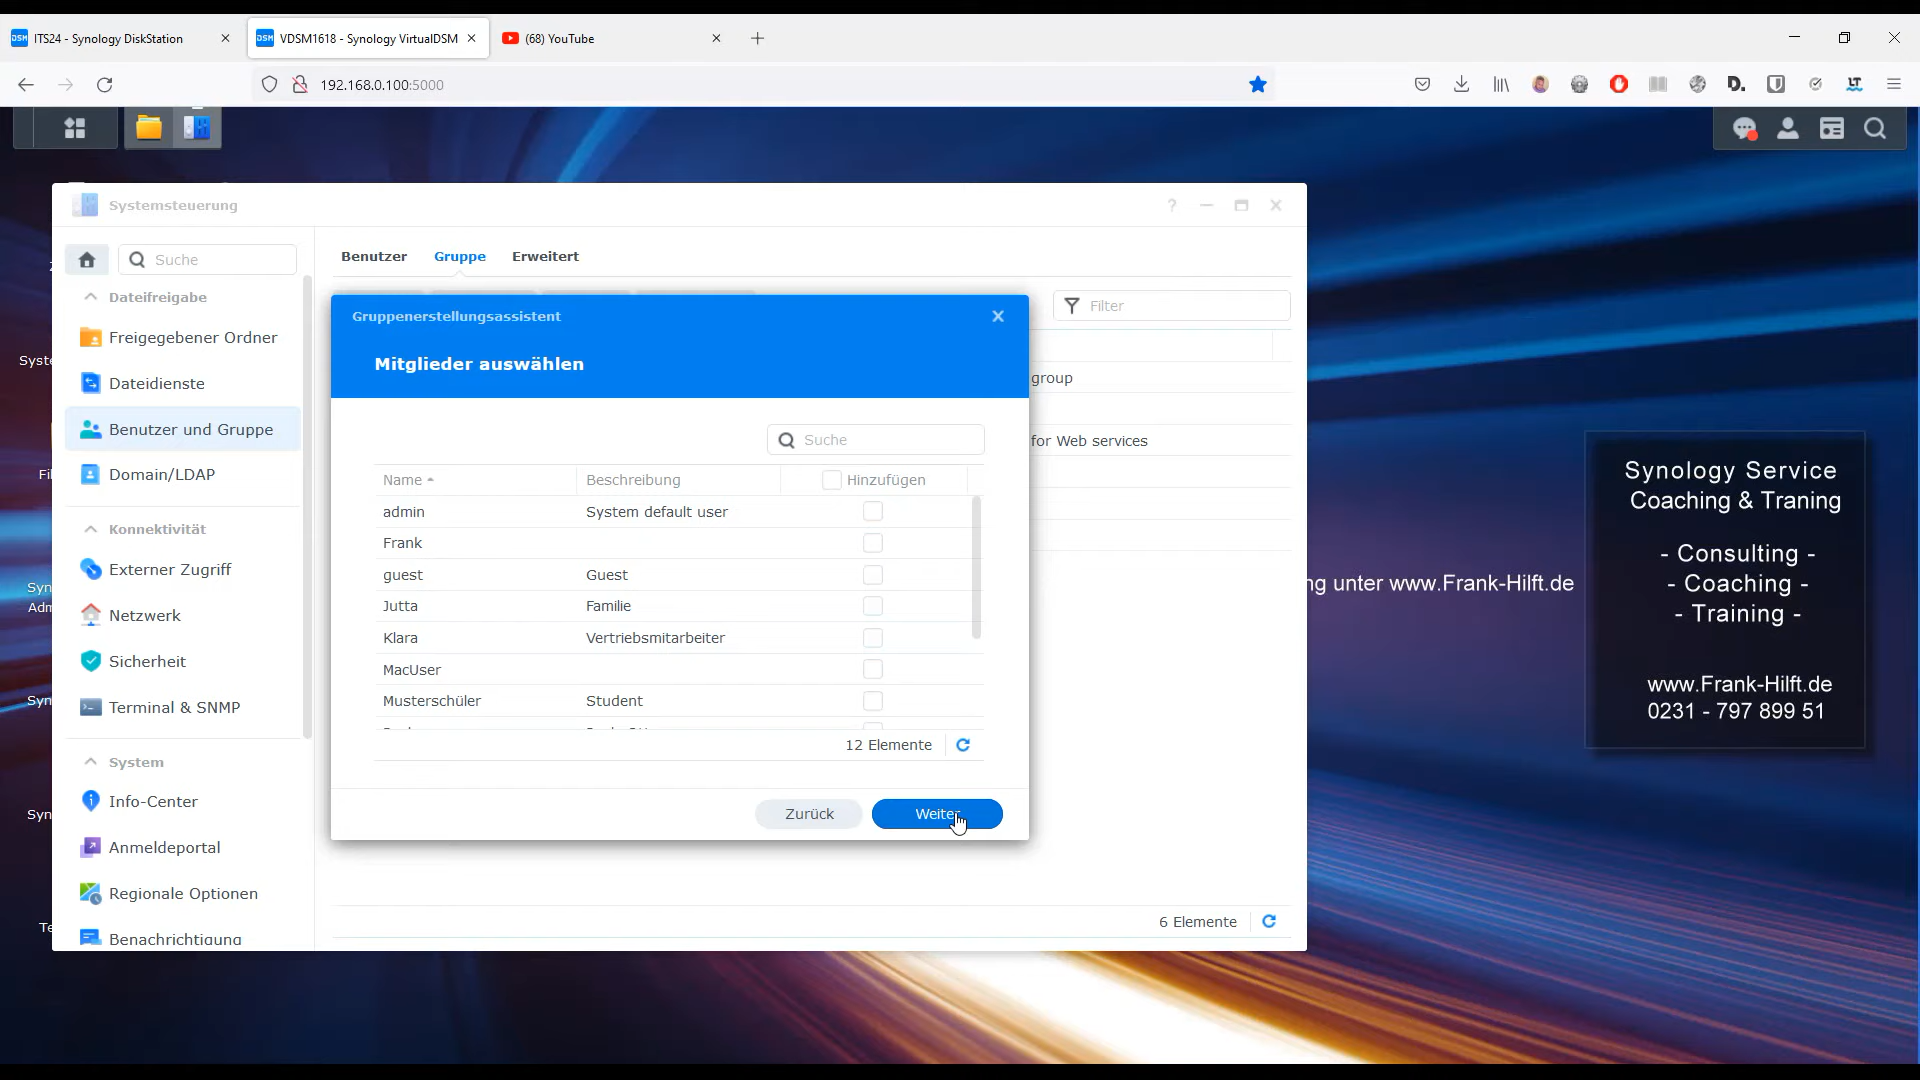 ITS24 - Synology DiskStation
VDSM1618 - Synology VirtualDSM
(68) YouTube
192.168.0.100:5000
Systemsteuerung
Suche
Dateifreigabe
Freigegebener Ordner
Dateidienste
Benutzer und Gruppe
Domain/LDAP
Konnektivität
Externer Zugriff
Netzwerk
Sicherheit
Terminal & SNMP
System
Info-Center
Anmeldeportal
Regionale Optionen
Benachrichtigung
Benutzer
Gruppe
Erweitert
Filter
group
for Web services
6 Elemente
Gruppenerstellungsassistent
Mitglieder auswählen
Suche
Name Beschreibung Hinzufügen
admin System default user
Frank
guest Guest
Jutta Familie
Klara Vertriebsmitarbeiter
MacUser
Musterschüler Student
12 Elemente
Zurück
Weiter
ng unter www.Frank-Hilft.de
Synology Service
Coaching & Traning
- Consulting -
- Coaching -
- Training -
www.Frank-Hilft.de
0231 - 797 899 51